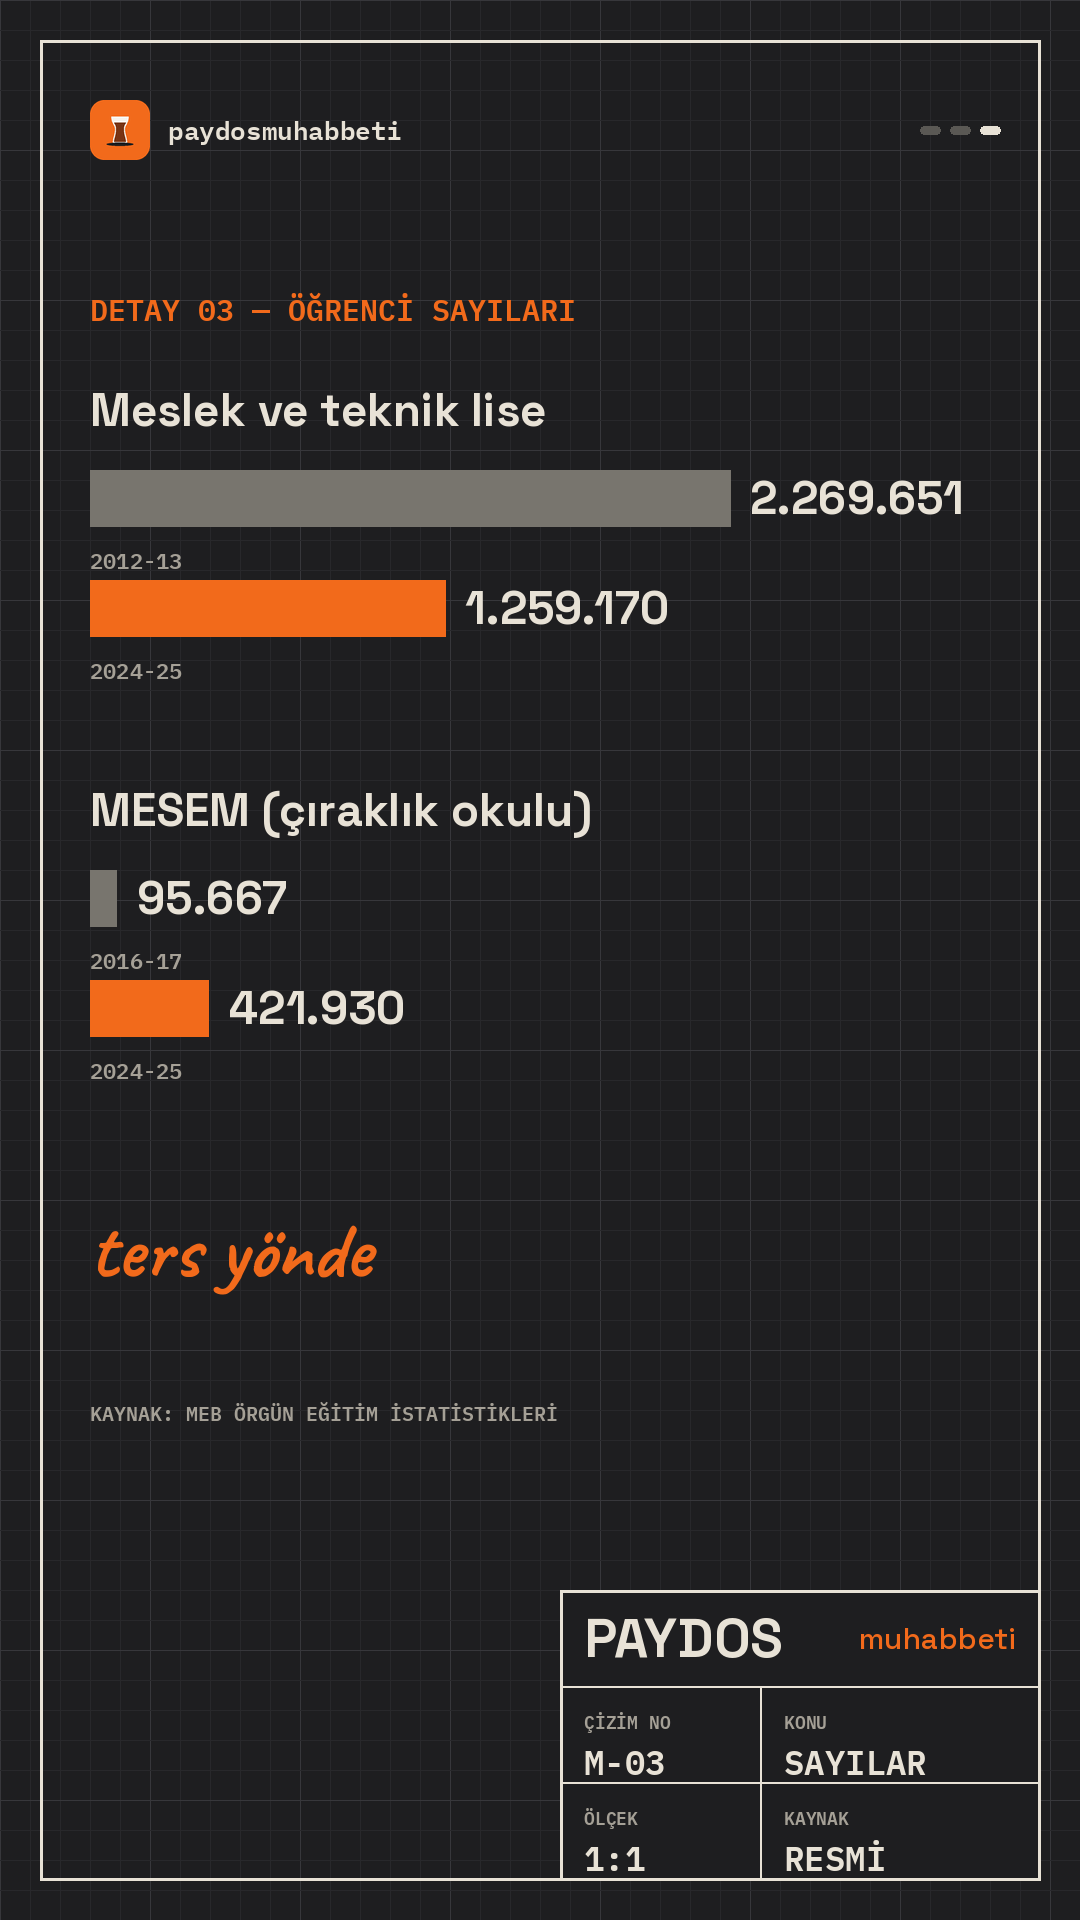 paydosmuhabbeti
DETAY 03 — ÖĞRENCİ SAYILARI
Meslek ve teknik lise
2.269.651
2012-13
1.259.170
2024-25
MESEM (çıraklık okulu)
95.667
2016-17
421.930
2024-25
ters yönde
KAYNAK: MEB ÖRGÜN EĞİTİM İSTATİSTİKLERİ
PAYDOS muhabbeti
ÇİZİM NO KONU
M-03 SAYILAR
ÖLÇEK KAYNAK
1:1 RESMİ